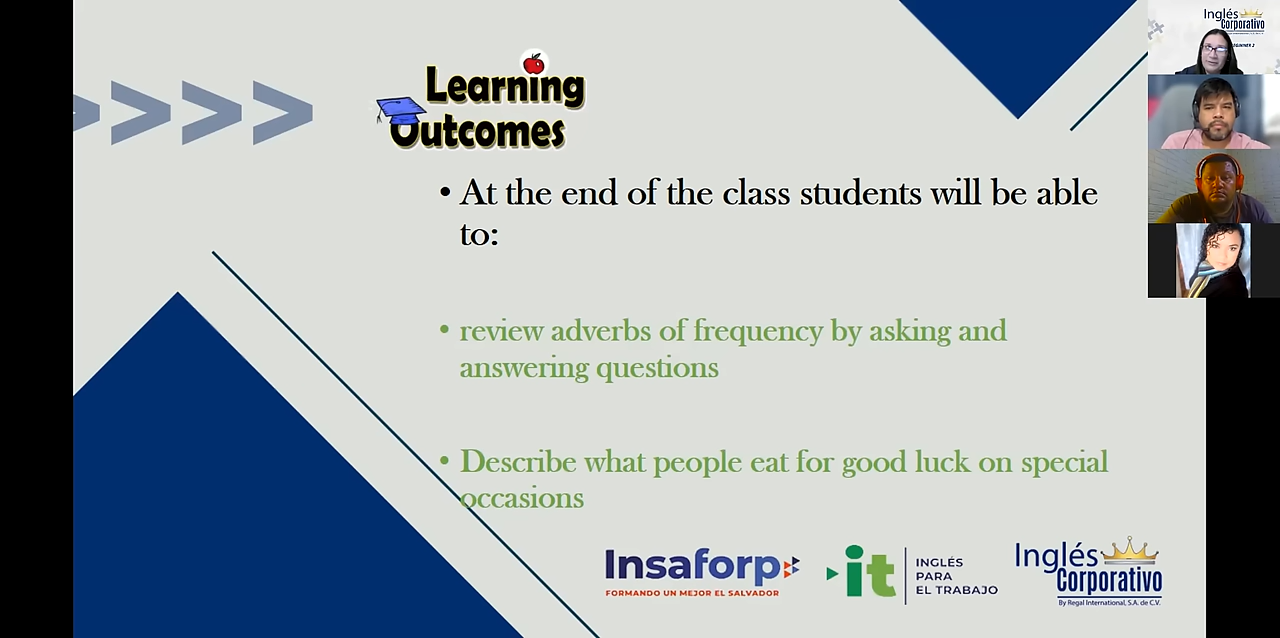 Learning
Outcomes
• At the end of the class students will be able
to:
• review adverbs of frequency by asking and
answering questions
• Describe what people eat for good luck on special
occasions
Insaforp
FORMANDO UN MEJOR EL SALVADOR
it
INGLÉS
PARA
EL TRABAJO
Inglés
Corporativo
By Regal International, S.A. de C.V.
Inglés
Corporativo